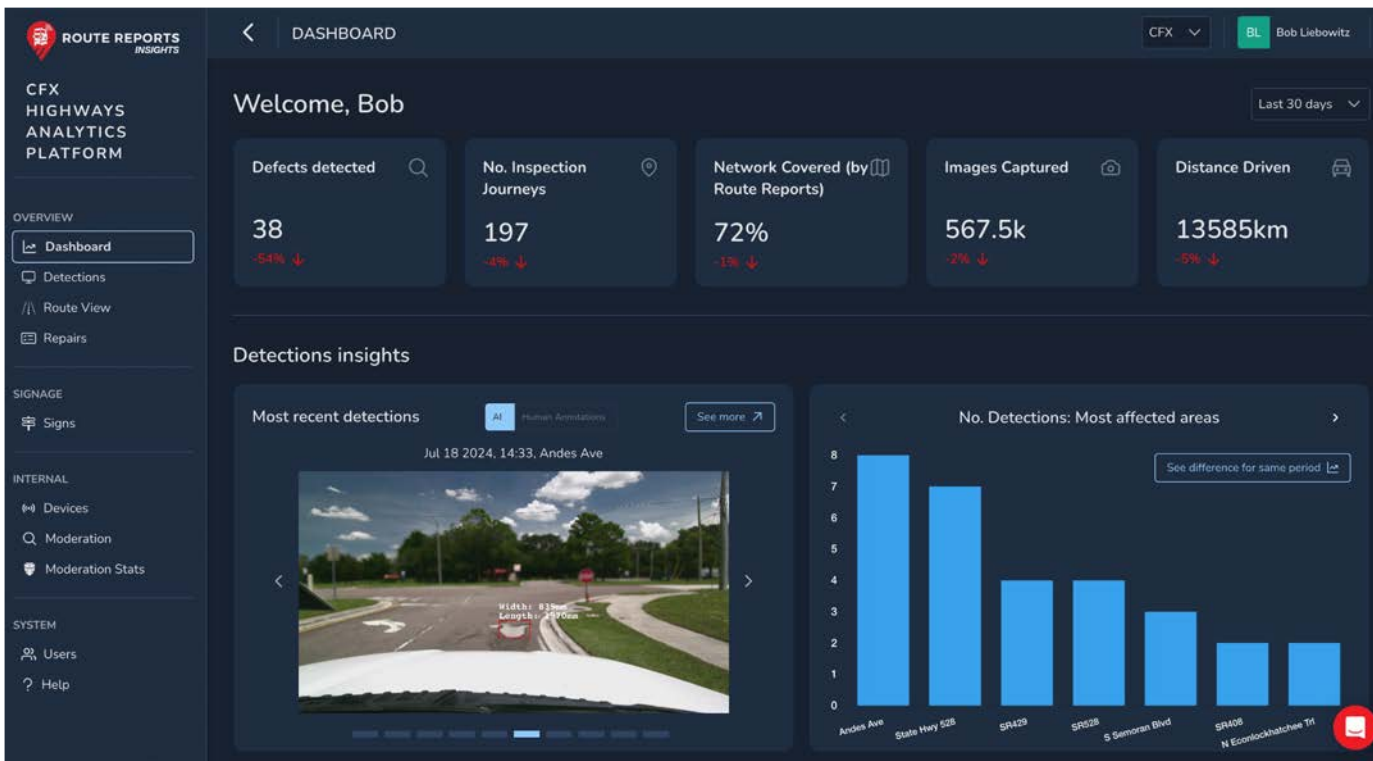 ROUTE REPORTS
INSIGHTS
CFX
HIGHWAYS
ANALYTICS
PLATFORM
OVERVIEW
Dashboard
Detections
Route View
Repairs
SIGNAGE
Signs
INTERNAL
Devices
Moderation
Moderation Stats
SYSTEM
Users
Help
DASHBOARD
CFX
BL
Bob Liebowitz
Welcome, Bob
Last 30 days
Defects detected
38
-54%
No. Inspection
Journeys
197
-4%
Network Covered (by
Route Reports)
72%
-1%
Images Captured
567.5k
-2%
Distance Driven
13585km
-5%
Detections insights
Most recent detections
AI
Human Annotations
See more
Jul 18 2024, 14:33, Andes Ave
Width: 839mm
Length:
No. Detections: Most affected areas
See difference for same period
8
7
6
5
4
3
2
1
0
Andes Ave
State Hwy 528
SR429
SR528
S Semoran Blvd
SR408
N Econlockhatchee Trl